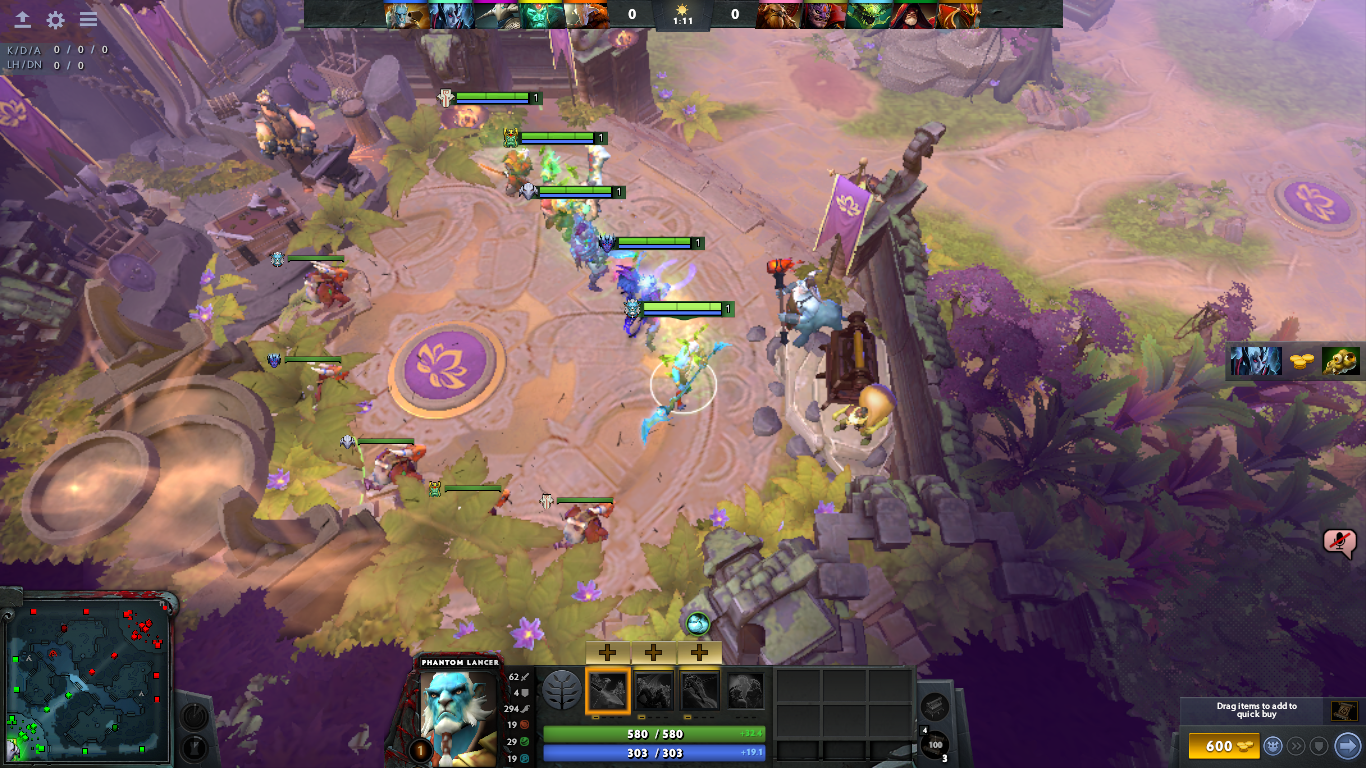 0 1:11 0
K/D/A 0 / 0 / 0
LH/DN 0 / 0
1
1
1
1
1
PHANTOM LANCER
62
4
294
19
29
19
1
580 / 580 +12.4
303 / 303 +19.1
4
100
3
Drag items to add to
quick buy
600